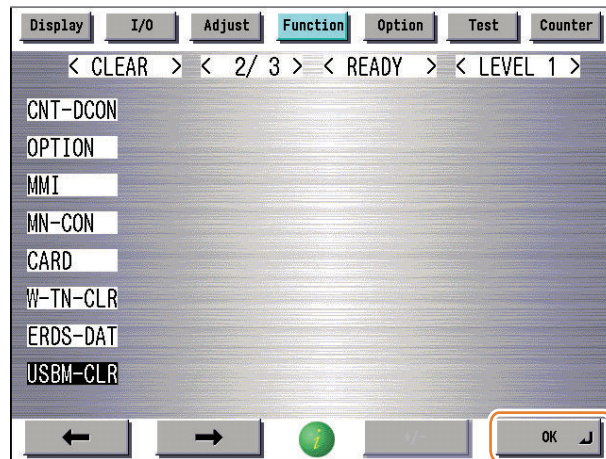 Display I/O Adjust Function Option Test Counter
< CLEAR > < 2/ 3 > < READY > < LEVEL 1 >
CNT-DCON
OPTION
MMI
MN-CON
CARD
W-TN-CLR
ERDS-DAT
USBM-CLR
+/- OK